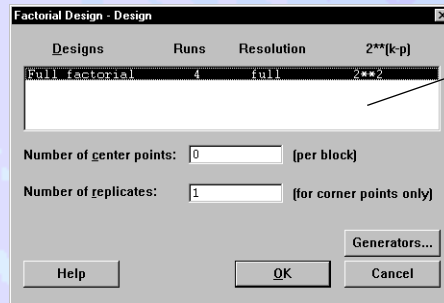 Factorial Design - Design
Designs Runs Resolution 2**(k-p)
Full factorial 4 full 2**2
Number of center points: 0 (per block)
Number of replicates: 1 (for corner points only)
Generators...
Help OK Cancel